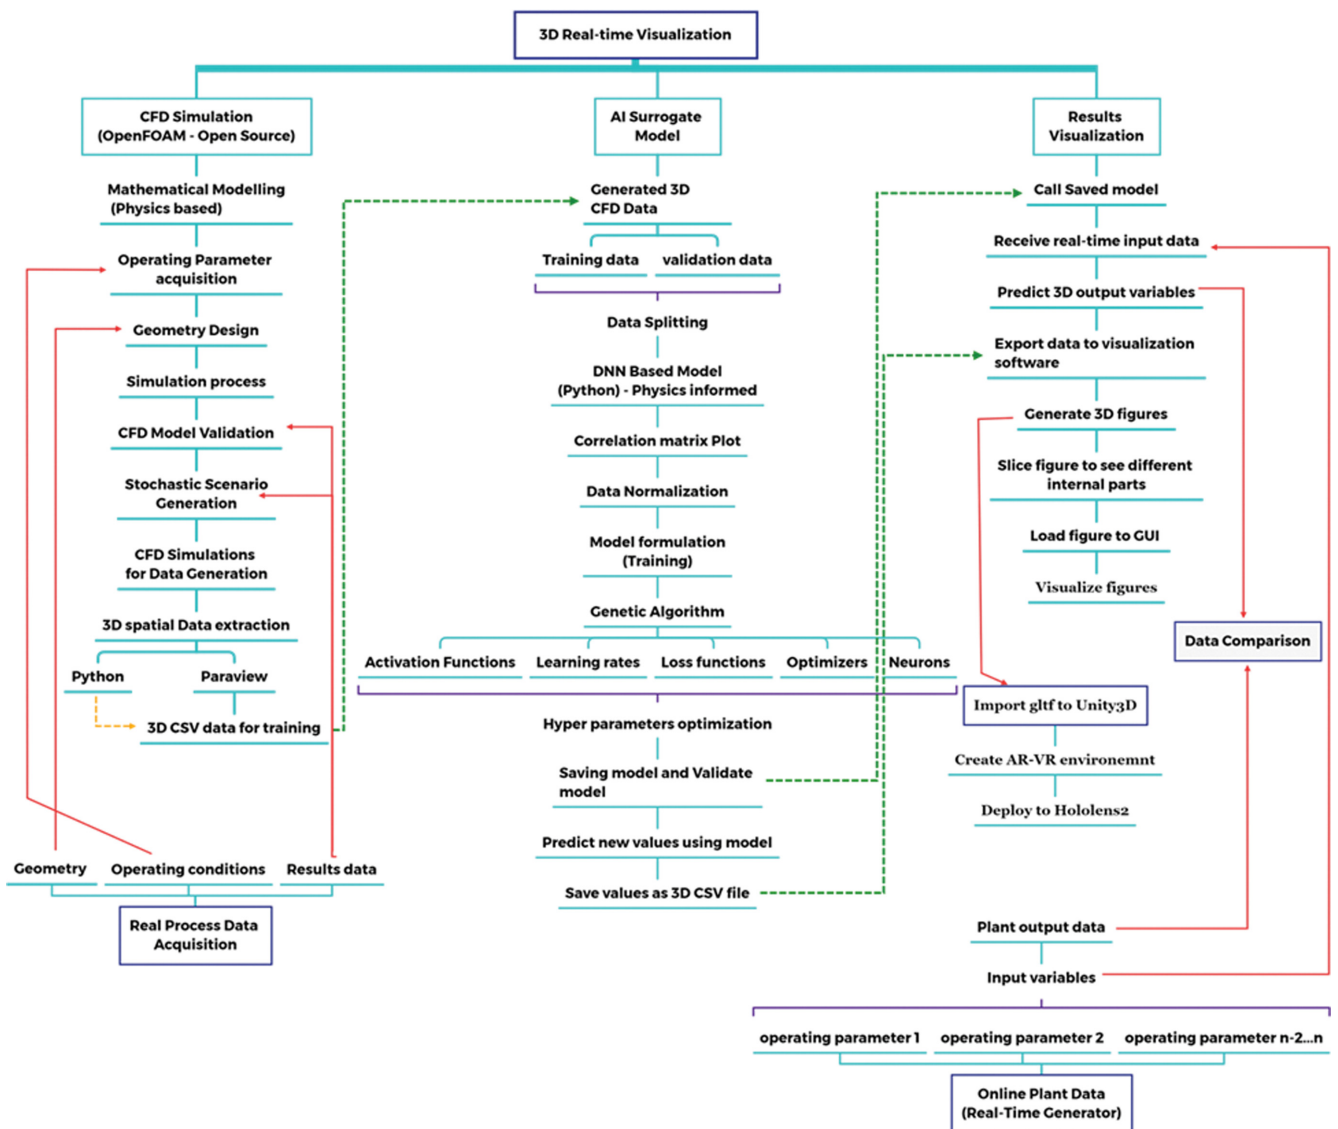 3D Real-time Visualization
CFD Simulation
(OpenFOAM - Open Source)
Mathematical Modelling
(Physics based)
Operating Parameter
acquisition
Geometry Design
Simulation process
CFD Model Validation
Stochastic Scenario
Generation
CFD Simulations
for Data Generation
3D spatial Data extraction
Python
Paraview
3D CSV data for training
Geometry
Operating conditions
Results data
Real Process Data
Acquisition
AI Surrogate
Model
Generated 3D
CFD Data
Training data
validation data
Data Splitting
DNN Based Model
(Python) - Physics informed
Correlation matrix Plot
Data Normalization
Model formulation
(Training)
Genetic Algorithm
Activation Functions
Learning rates
Loss functions
Optimizers
Neurons
Hyper parameters optimization
Saving model and Validate
model
Predict new values using model
Save values as 3D CSV file
Results
Visualization
Call Saved model
Receive real-time input data
Predict 3D output variables
Export data to visualization
software
Generate 3D figures
Slice figure to see different
internal parts
Load figure to GUI
Visualize figures
Data Comparison
Import gltf to Unity3D
Create AR-VR environemnt
Deploy to Hololens2
Plant output data
Input variables
operating parameter 1
operating parameter 2
operating parameter n-2...n
Online Plant Data
(Real-Time Generator)